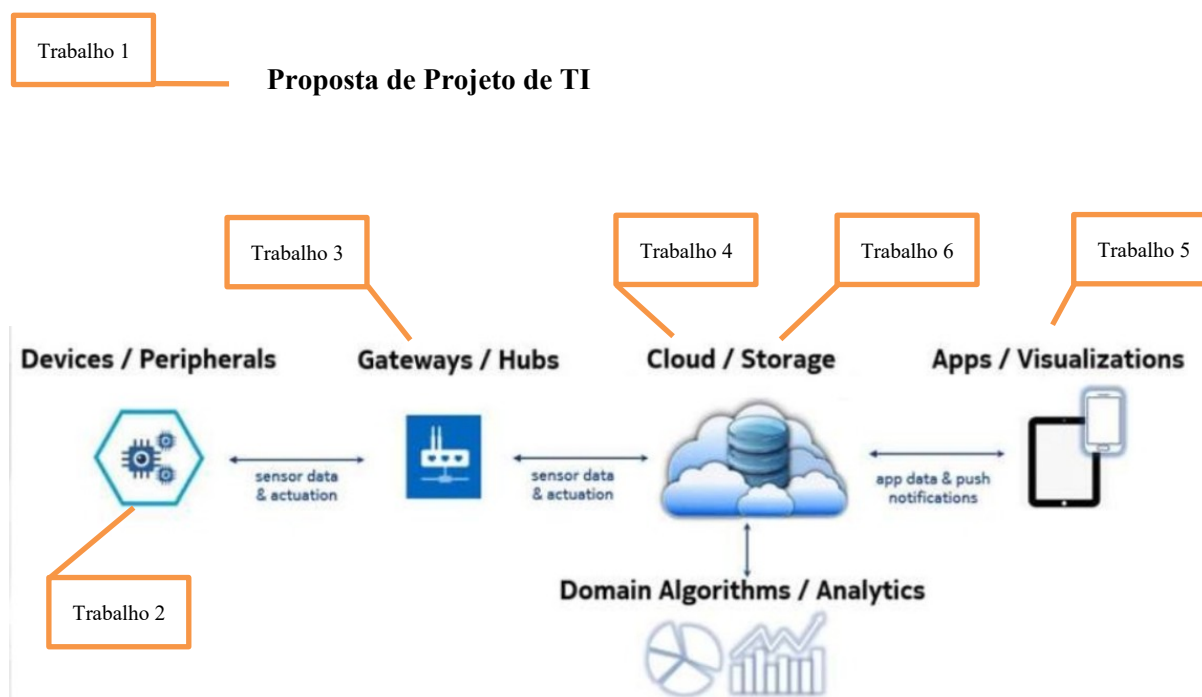 Trabalho 1
Proposta de Projeto de TI
Trabalho 3
Trabalho 4
Trabalho 6
Trabalho 5
Devices / Peripherals
Gateways / Hubs
Cloud / Storage
Apps / Visualizations
sensor data
& actuation
sensor data
& actuation
app data & push
notifications
Domain Algorithms / Analytics
Trabalho 2